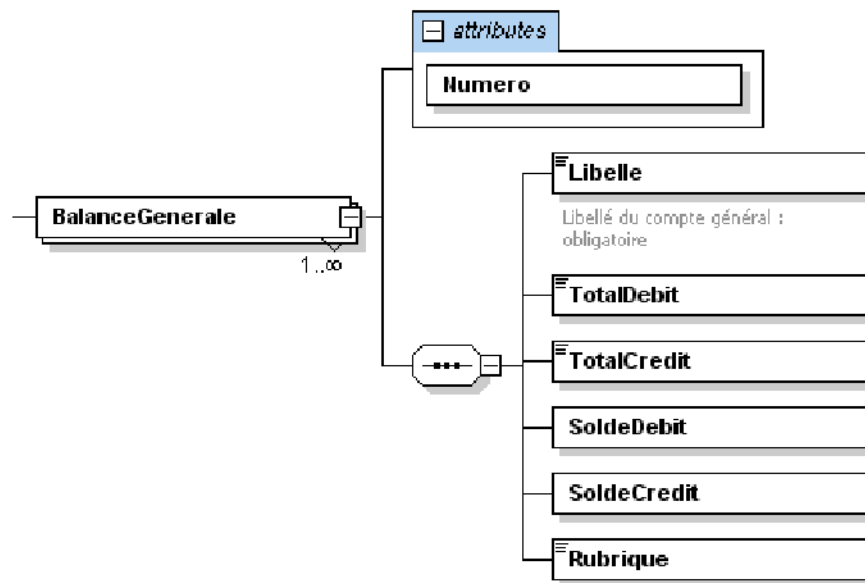 attributes
Numero
BalanceGenerale
1..∞
Libelle
Libellé du compte général :
obligatoire
TotalDebit
TotalCredit
SoldeDebit
SoldeCredit
Rubrique